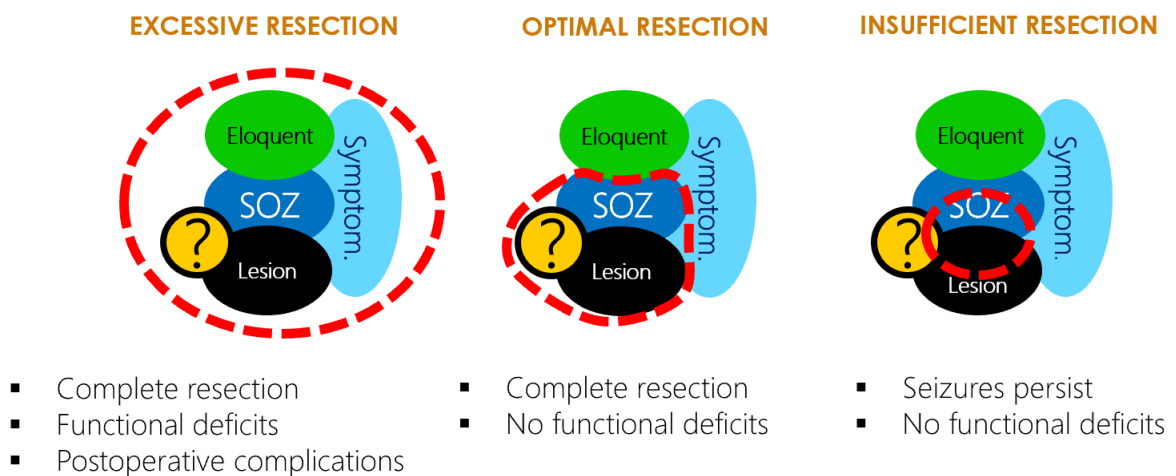 EXCESSIVE RESECTION
Eloquent
SOZ
?
Lesion
Symptom.
▪ Complete resection
▪ Functional deficits
▪ Postoperative complications
OPTIMAL RESECTION
Eloquent
SOZ
?
Lesion
Symptom.
▪ Complete resection
▪ No functional deficits
INSUFFICIENT RESECTION
Eloquent
SOZ
?
Lesion
Symptom.
▪ Seizures persist
▪ No functional deficits